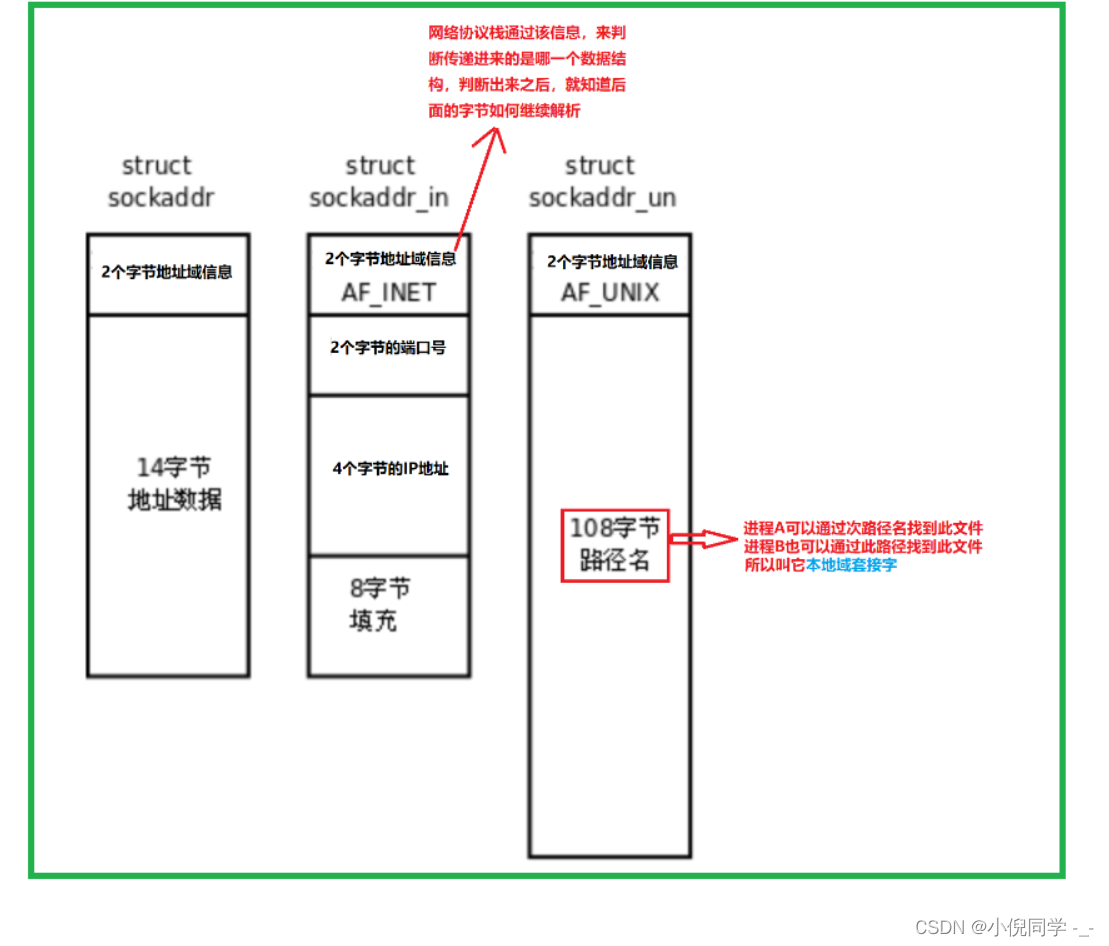 网络协议栈通过该信息，来判
断传递进来的是哪一个数据结
构，判断出来之后，就知道后
面的字节如何继续解析
struct
sockaddr
2个字节地址域信息
14字节
地址数据
struct
sockaddr_in
2个字节地址域信息
AF_INET
2个字节的端口号
4个字节的IP地址
8字节
填充
struct
sockaddr_un
2个字节地址域信息
AF_UNIX
108字节
路径名
进程A可以通过次路径名找到此文件
进程B也可以通过此路径找到此文件
所以叫它本地域套接字
CSDN @小倪同学 -_-